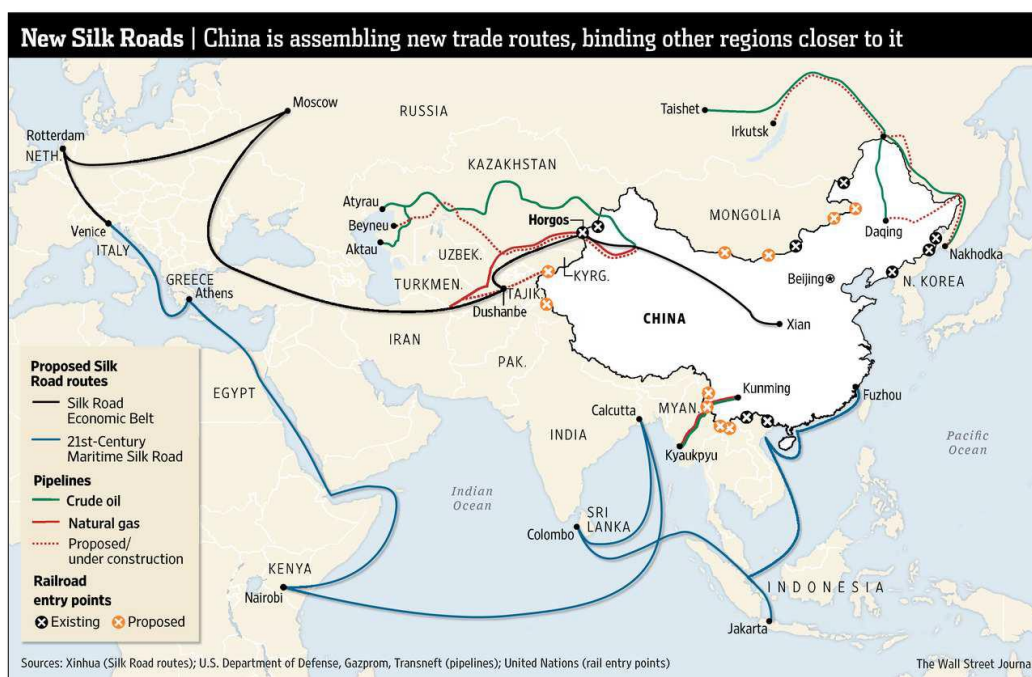 New Silk Roads | China is assembling new trade routes, binding other regions closer to it
Moscow
RUSSIA
Taishet
Irkutsk
Rotterdam
NETH.
KAZAKHSTAN
Atyrau
Beyneu
Aktau
Horgos
MONGOLIA
Daqing
Nakhodka
Venice
ITALY
UZBEK.
TURKMEN.
KYRG.
TAJIK.
Dushanbe
Beijing
N. KOREA
GREECE
Athens
CHINA
Xian
IRAN
PAK.
EGYPT
Calcutta
MYAN.
Kunming
Fuzhou
INDIA
Kyaukpyu
Pacific
Ocean
Indian
Ocean
SRI
LANKA
Colombo
KENYA
Nairobi
INDONESIA
Jakarta
Proposed Silk
Road routes
Silk Road
Economic Belt
21st-Century
Maritime Silk Road
Pipelines
Crude oil
Natural gas
Proposed/
under construction
Railroad
entry points
Existing
Proposed
Sources: Xinhua (Silk Road routes); U.S. Department of Defense, Gazprom, Transneft (pipelines); United Nations (rail entry points)
The Wall Street Journa